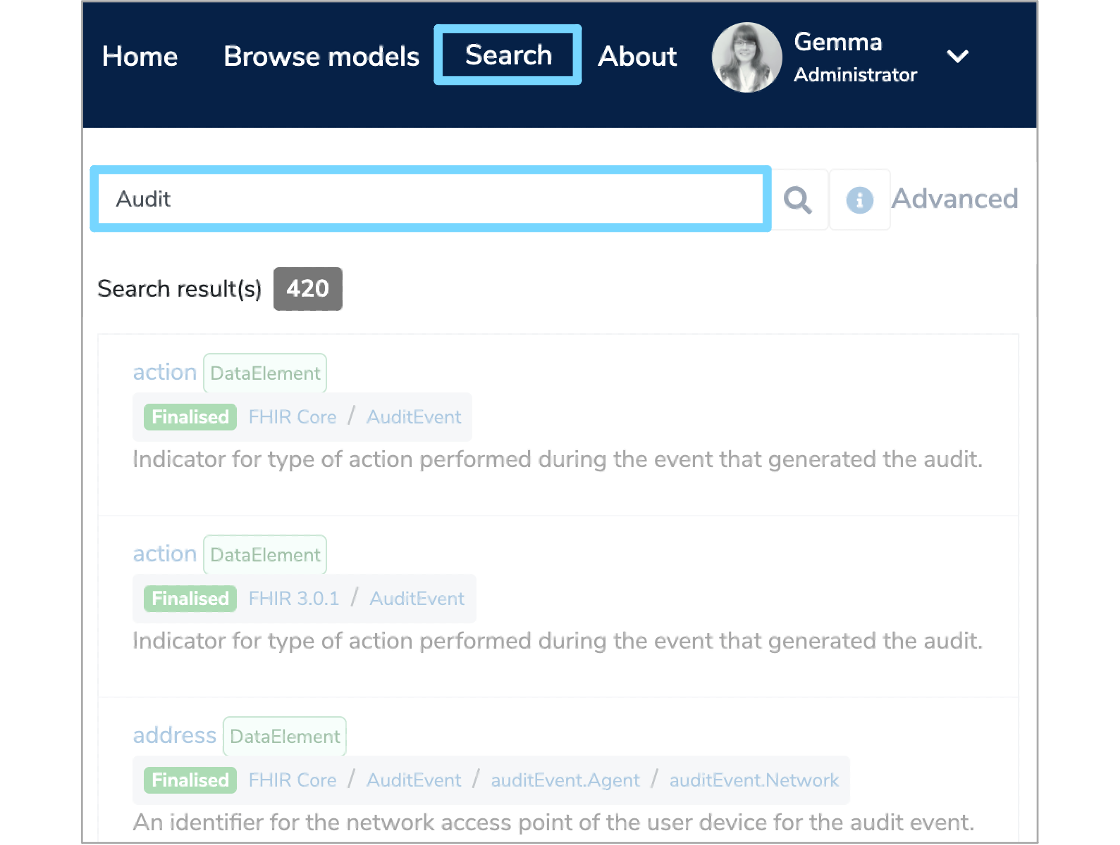 Home Browse models Search About Gemma
Administrator
Audit
Advanced
Search result(s) 420
action DataElement
Finalised FHIR Core / AuditEvent
Indicator for type of action performed during the event that generated the audit.
action DataElement
Finalised FHIR 3.0.1 / AuditEvent
Indicator for type of action performed during the event that generated the audit.
address DataElement
Finalised FHIR Core / AuditEvent / auditEvent.Agent / auditEvent.Network
An identifier for the network access point of the user device for the audit event.